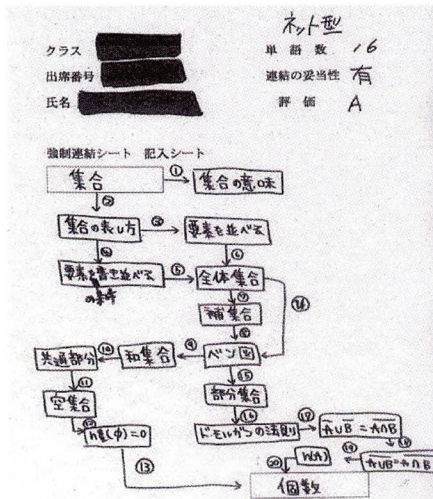 ネット型
クラス
単語数 16
出席番号
連結の妥当性 有
氏名
評価 A
強制連結シート 記入シート
集合
①
集合の意味
②
集合の表し方
③
要素を並べる
④
⑥
要素を書き並べる
⑤
全体集合
⑦
補集合
⑧
共通部分
⑩
和集合
⑨
ベン図
⑪
⑮
空集合
部分集合
⑯
ドモルガンの法則
⑰
⑬
⑳
n(A)
⑲
個数